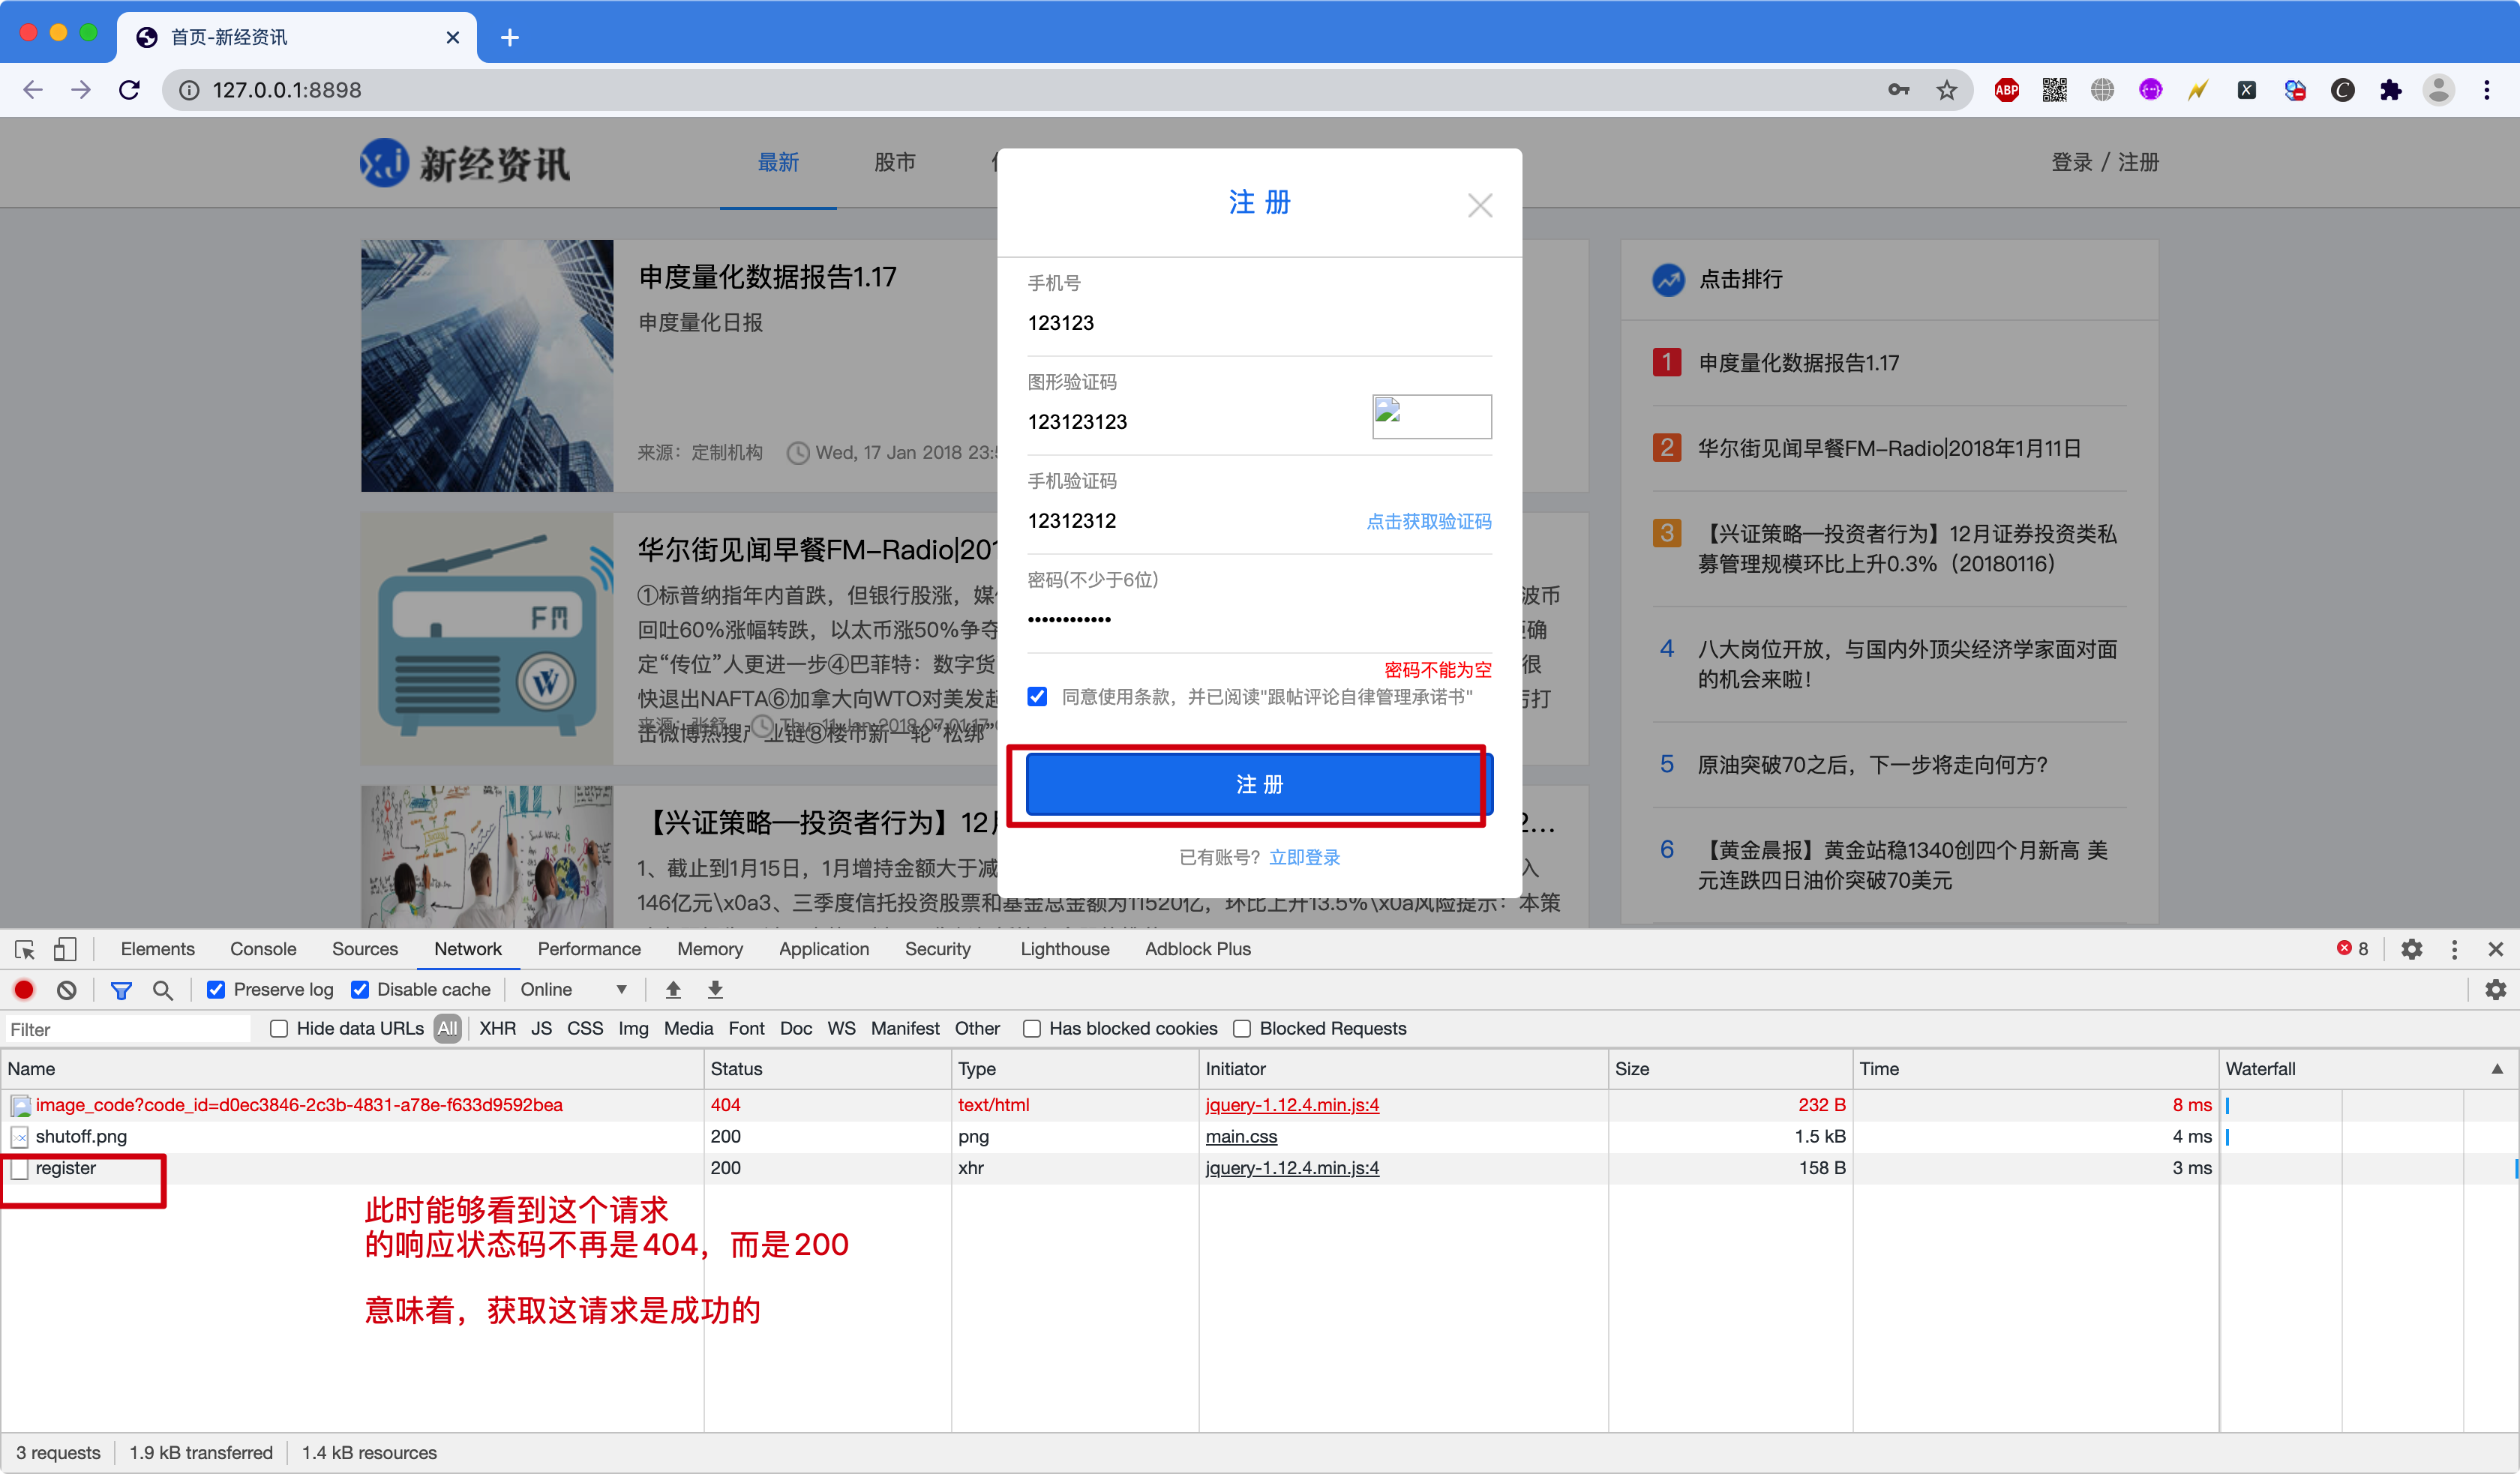 首页-新经资讯
127.0.0.1:8898
ABP
新经资讯
最新
股市
登录 / 注册
申度量化数据报告1.17
申度量化日报
来源：定制机构
Wed, 17 Jan 2018 23:5
FM
华尔街见闻早餐FM–Radio|201
①标普纳指年内首跌，但银行股涨，媒
波币
回吐60%涨幅转跌，以太币涨50%争夺
确
定“传位”人更进一步④巴菲特：数字货
很
快退出NAFTA⑥加拿大向WTO对美发起
打
击微博热搜产业链⑧楼市新一轮“松绑”
来源：张舒
Thu, 11 Jan 2018 07:01:17
【兴证策略—投资者行为】12月
2...
1、截止到1月15日，1月增持金额大于减
入
146亿元\x0a3、三季度信托投资股票和基金总金额为11520亿，环比上升13.5%\x0a风险提示：本策
注 册
手机号
123123
图形验证码
123123123
手机验证码
12312312
点击获取验证码
密码(不少于6位)
••••••••••••
密码不能为空
同意使用条款，并已阅读"跟帖评论自律管理承诺书"
注 册
已有账号? 立即登录
点击排行
1 申度量化数据报告1.17
2 华尔街见闻早餐FM–Radio|2018年1月11日
3 【兴证策略—投资者行为】12月证券投资类私
募管理规模环比上升0.3%（20180116）
4 八大岗位开放，与国内外顶尖经济学家面对面
的机会来啦！
5 原油突破70之后，下一步将走向何方?
6 【黄金晨报】黄金站稳1340创四个月新高 美
元连跌四日油价突破70美元
Elements Console Sources Network Performance Memory Application Security Lighthouse Adblock Plus 8
Preserve log Disable cache Online
Filter Hide data URLs All XHR JS CSS Img Media Font Doc WS Manifest Other Has blocked cookies Blocked Requests
Name Status Type Initiator Size Time Waterfall
image_code?code_id=d0ec3846-2c3b-4831-a78e-f633d9592bea 404 text/html jquery-1.12.4.min.js:4 232 B 8 ms
shutoff.png 200 png main.css 1.5 kB 4 ms
register 200 xhr jquery-1.12.4.min.js:4 158 B 3 ms
此时能够看到这个请求
的响应状态码不再是404，而是200
意味着，获取这请求是成功的
3 requests 1.9 kB transferred 1.4 kB resources